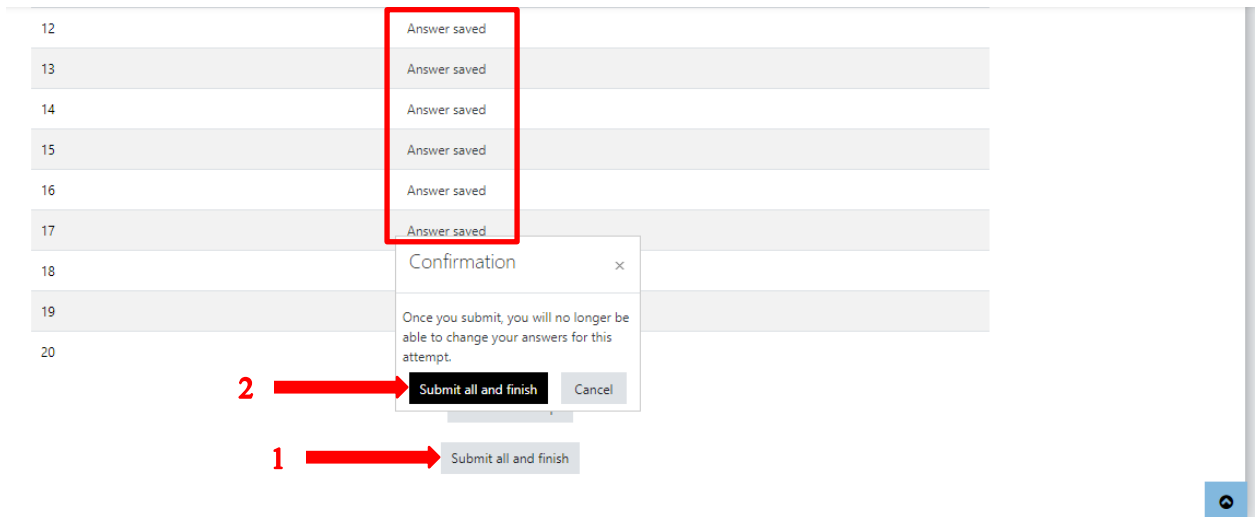 12 Answer saved
13 Answer saved
14 Answer saved
15 Answer saved
16 Answer saved
17 Answer saved
18
19
20
Confirmation ×
Once you submit, you will no longer be
able to change your answers for this
attempt.
2 Submit all and finish Cancel
1 Submit all and finish